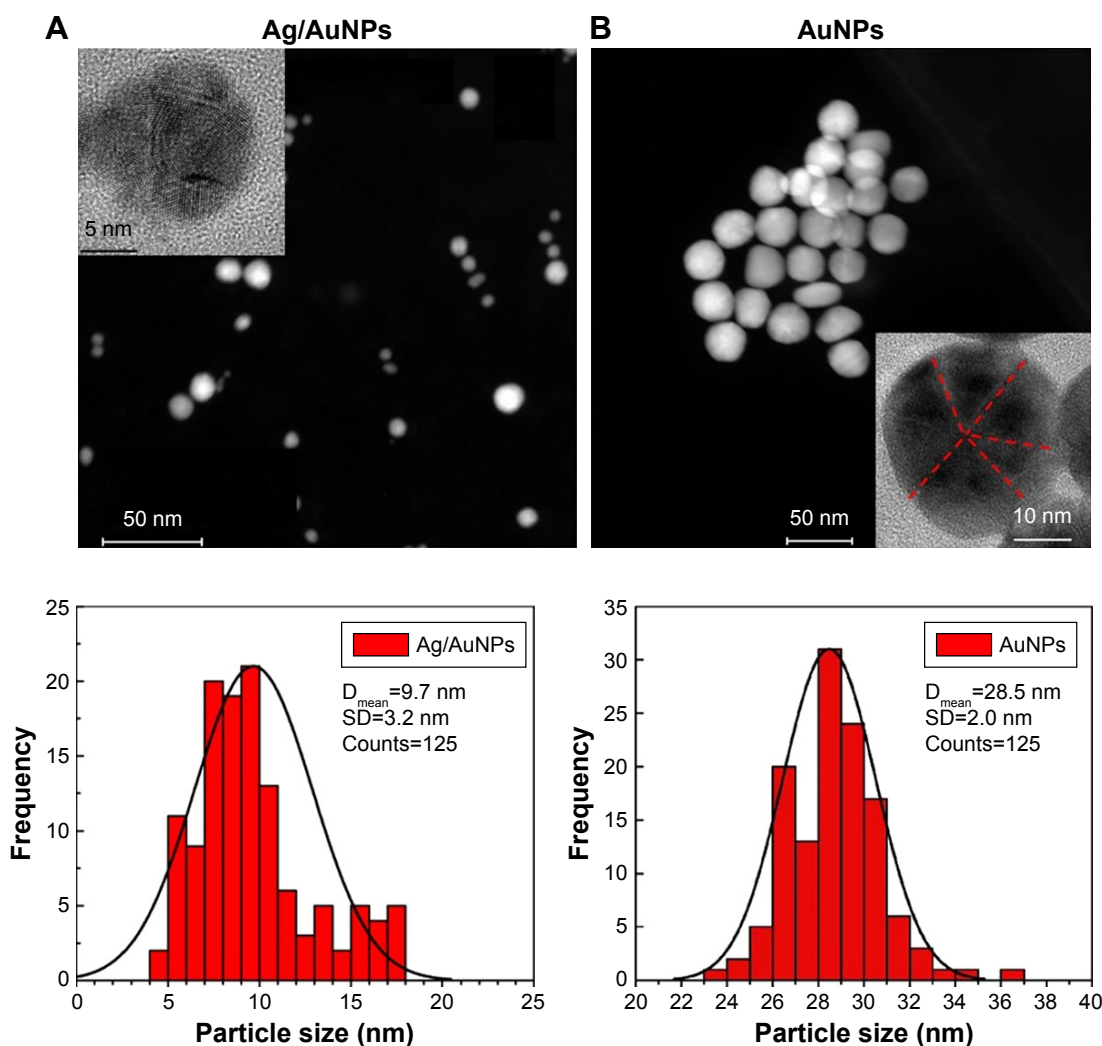 A
Ag/AuNPs
5 nm
50 nm
B
AuNPs
50 nm
10 nm
25
20
15
10
5
0
Frequency
Ag/AuNPs
Dmean=9.7 nm
SD=3.2 nm
Counts=125
0 5 10 15 20 25
Particle size (nm)
35
30
25
20
15
10
5
0
Frequency
AuNPs
Dmean=28.5 nm
SD=2.0 nm
Counts=125
20 22 24 26 28 30 32 34 36 38 40
Particle size (nm)